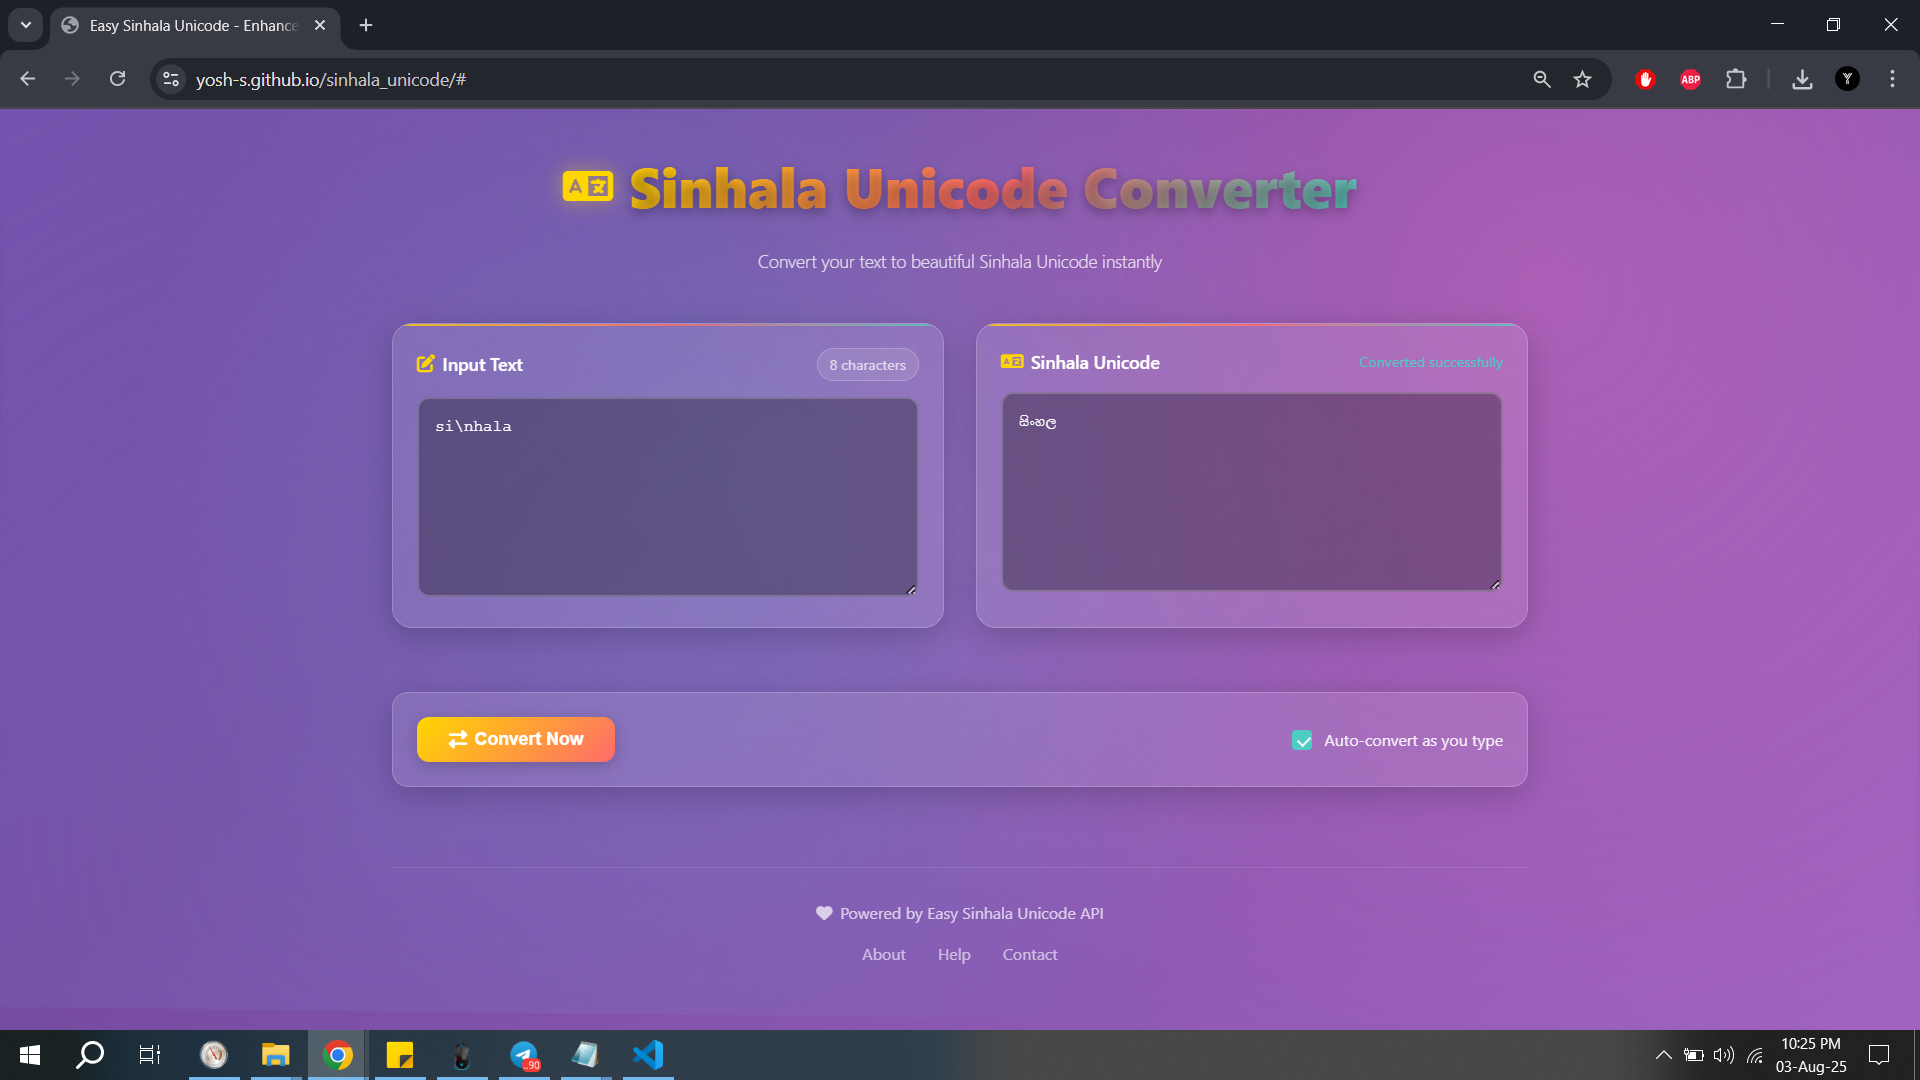 Easy Sinhala Unicode - Enhance
yosh-s.github.io/sinhala_unicode/#
ABP
Y
Sinhala Unicode Converter
Convert your text to beautiful Sinhala Unicode instantly
Input Text
8 characters
si\nhala
Sinhala Unicode
Converted successfully
සිංහල
Convert Now
Auto-convert as you type
Powered by Easy Sinhala Unicode API
About Help Contact
..90
10:25 PM
03-Aug-25